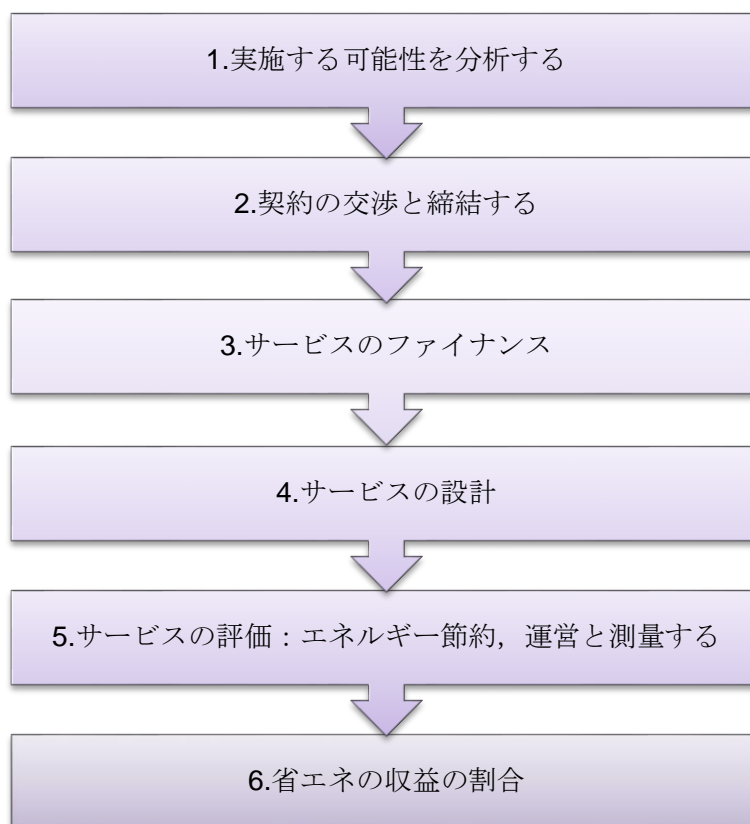 1.実施する可能性を分析する
2.契約の交渉と締結する
3.サービスのファイナンス
4.サービスの設計
5.サービスの評価：エネルギー節約，運営と測量する
6.省エネの収益の割合